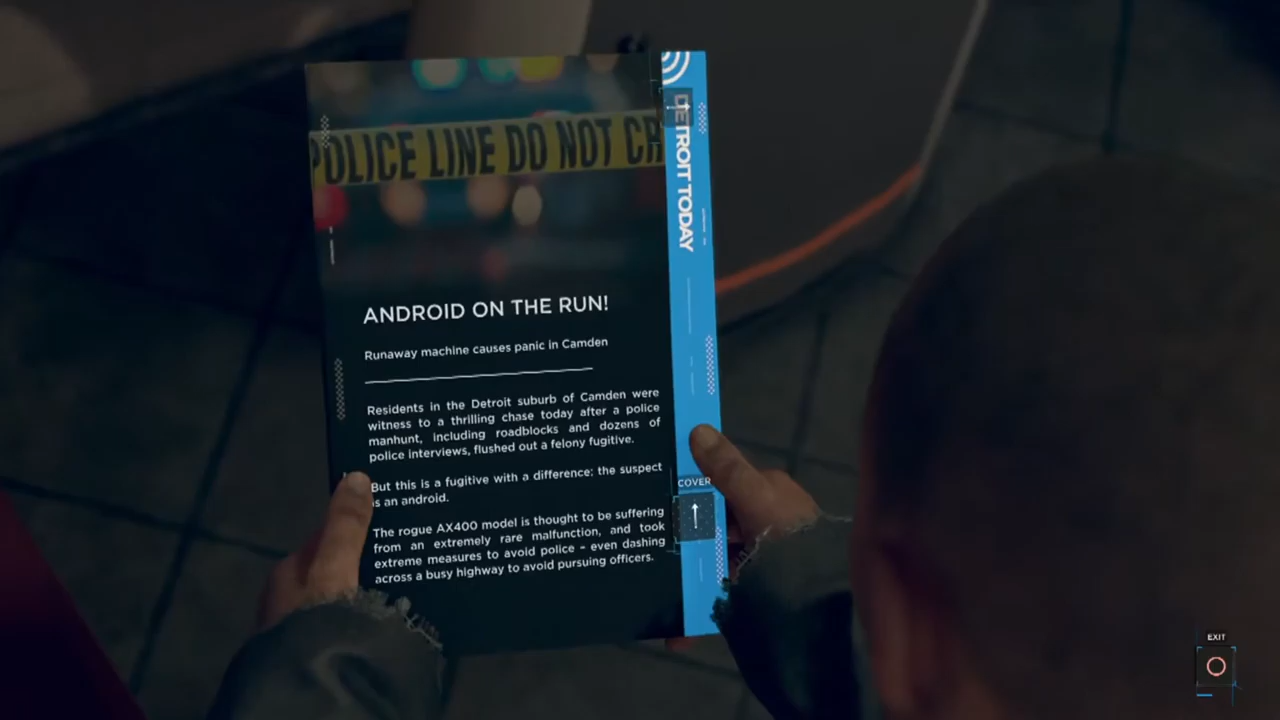 POLICE LINE DO NOT CR
DETROIT TODAY
ANDROID ON THE RUN!
Runaway machine causes panic in Camden
Residents in the Detroit suburb of Camden were
witness to a thrilling chase today after a police
manhunt, including roadblocks and dozens of
police interviews, flushed out a felony fugitive.
But this is a fugitive with a difference: the suspect
is an android.
The rogue AX400 model is thought to be suffering
from an extremely rare malfunction, and took
extreme measures to avoid police – even dashing
across a busy highway to avoid pursuing officers.
COVER
EXIT